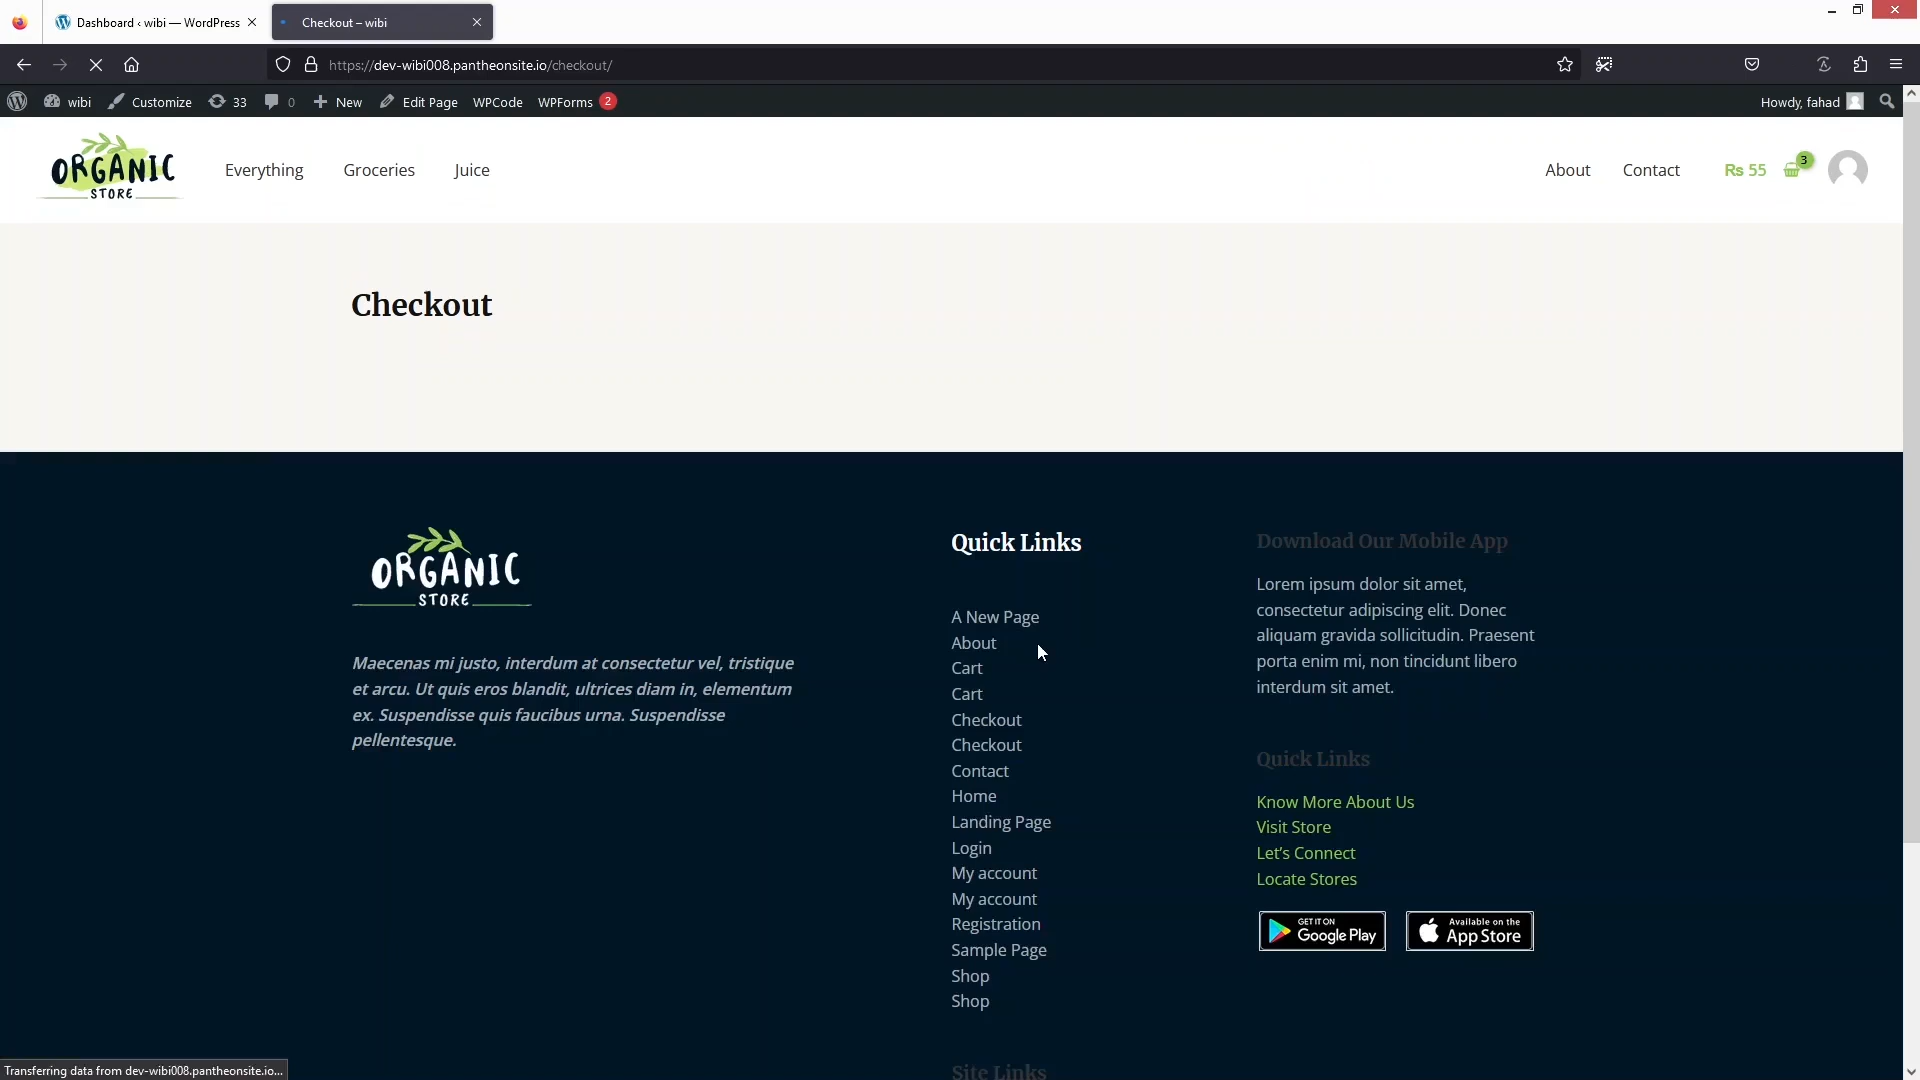 Dashboard ‹ wibi — WordPress
Checkout – wibi
https://dev-wibi008.pantheonsite.io/checkout/
wibi
Customize
33
0
New
Edit Page
WPCode
WPForms 2
Howdy, fahad
ORGANIC
STORE
Everything
Groceries
Juice
About
Contact
₨ 55
3
Checkout
ORGANIC
STORE
Maecenas mi justo, interdum at consectetur vel, tristique
et arcu. Ut quis eros blandit, ultrices diam in, elementum
ex. Suspendisse quis faucibus urna. Suspendisse
pellentesque.
Quick Links
A New Page
About
Cart
Cart
Checkout
Checkout
Contact
Home
Landing Page
Login
My account
My account
Registration
Sample Page
Shop
Shop
Site Links
Download Our Mobile App
Lorem ipsum dolor sit amet,
consectetur adipiscing elit. Donec
aliquam gravida sollicitudin. Praesent
porta enim mi, non tincidunt libero
interdum sit amet.
Quick Links
Know More About Us
Visit Store
Let’s Connect
Locate Stores
GET IT ON
Google Play
Available on the
App Store
Transferring data from dev-wibi008.pantheonsite.io...